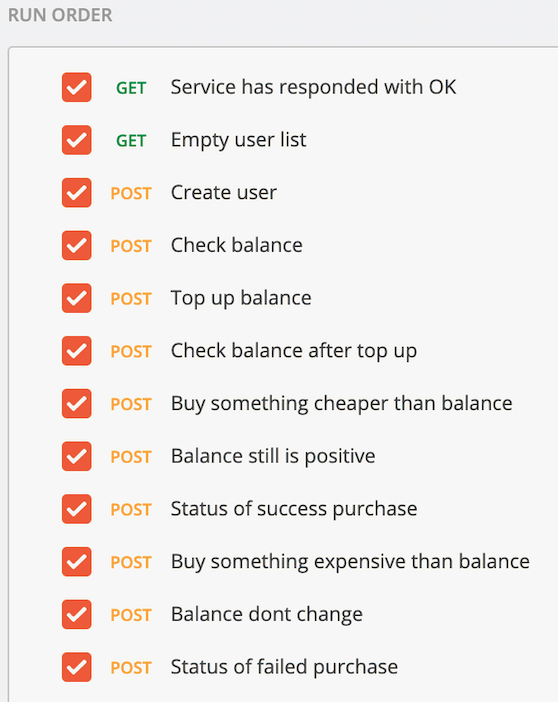 RUN ORDER
GET Service has responded with OK
GET Empty user list
POST Create user
POST Check balance
POST Top up balance
POST Check balance after top up
POST Buy something cheaper than balance
POST Balance still is positive
POST Status of success purchase
POST Buy something expensive than balance
POST Balance dont change
POST Status of failed purchase